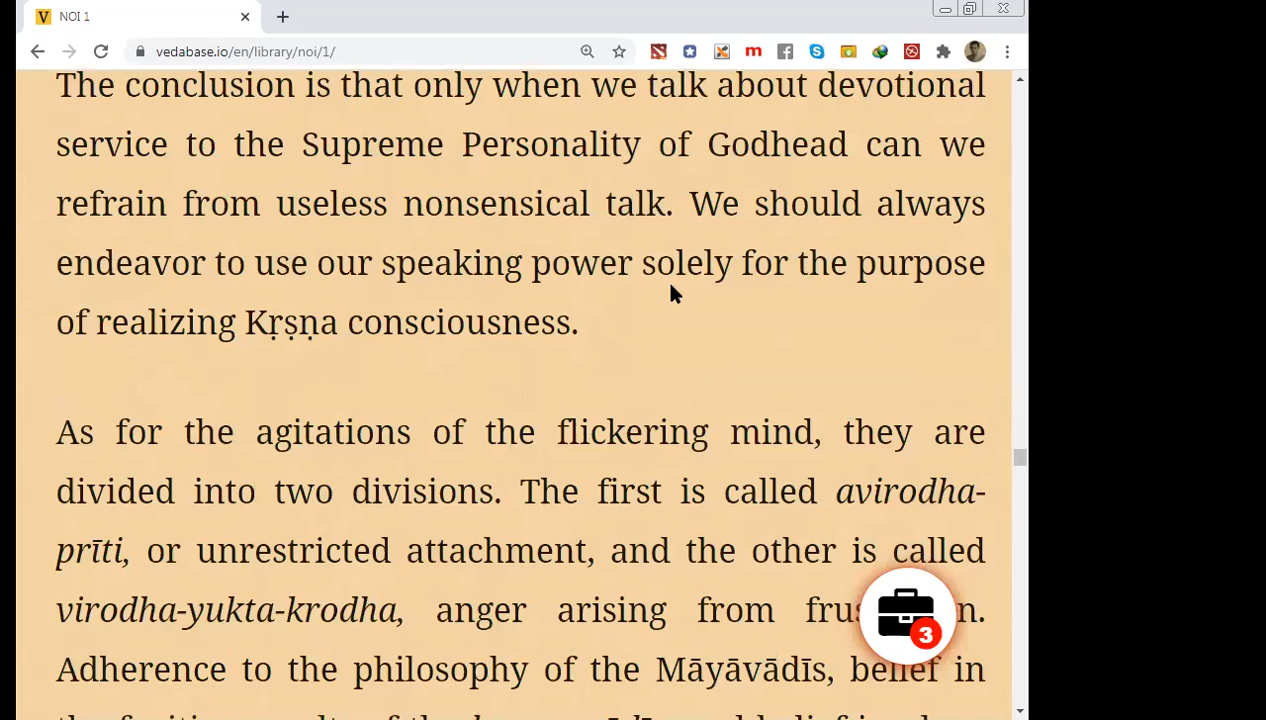 V NOI 1
vedabase.io/en/library/noi/1/
The conclusion is that only when we talk about devotional
service to the Supreme Personality of Godhead can we
refrain from useless nonsensical talk. We should always
endeavor to use our speaking power solely for the purpose
of realizing Kṛṣṇa consciousness.
As for the agitations of the flickering mind, they are
divided into two divisions. The first is called avirodha-
prīti, or unrestricted attachment, and the other is called
virodha-yukta-krodha, anger arising from
3
Adherence to the philosophy of the Māyāvādīs, belief in